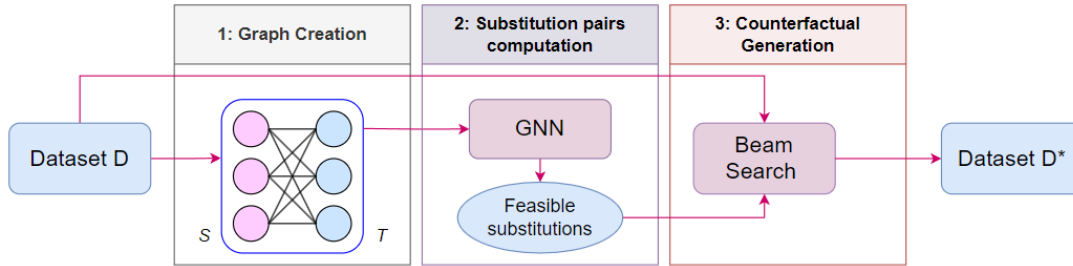 1: Graph Creation
2: Substitution pairs
computation
3: Counterfactual
Generation
Dataset D
S
T
GNN
Feasible
substitutions
Beam
Search
Dataset D*